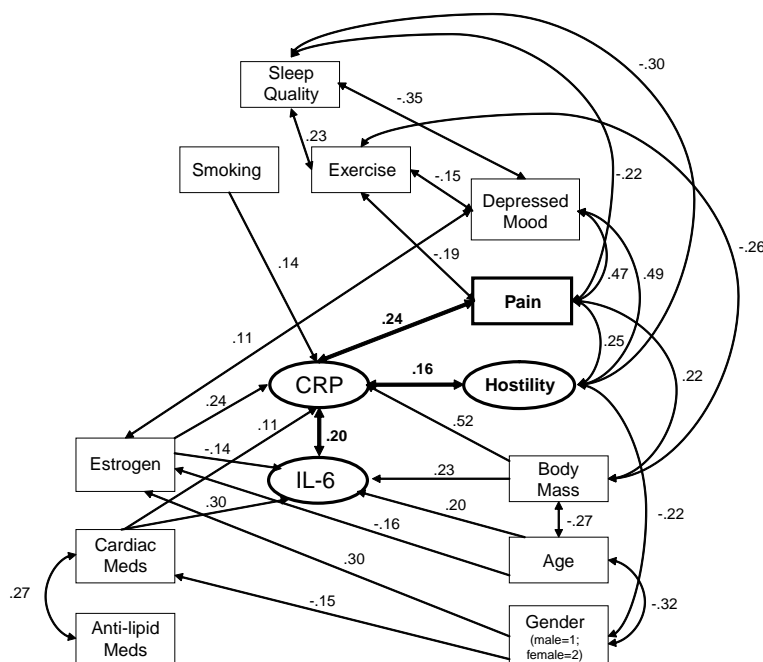 -.30
Sleep
Quality
-.35
.23
Smoking
Exercise
-.15
-.22
Depressed
Mood
-.26
-.19
.14
.47
.49
Pain
.24
.25
.11
.16
CRP
Hostility
.22
.24
.52
.11
.20
-.14
Estrogen
IL-6
.23
Body
Mass
.30
.20
-.22
-.27
-.16
Cardiac
Meds
Age
.30
.27
-.15
-.32
Anti-lipid
Meds
Gender
(male=1;
female=2)